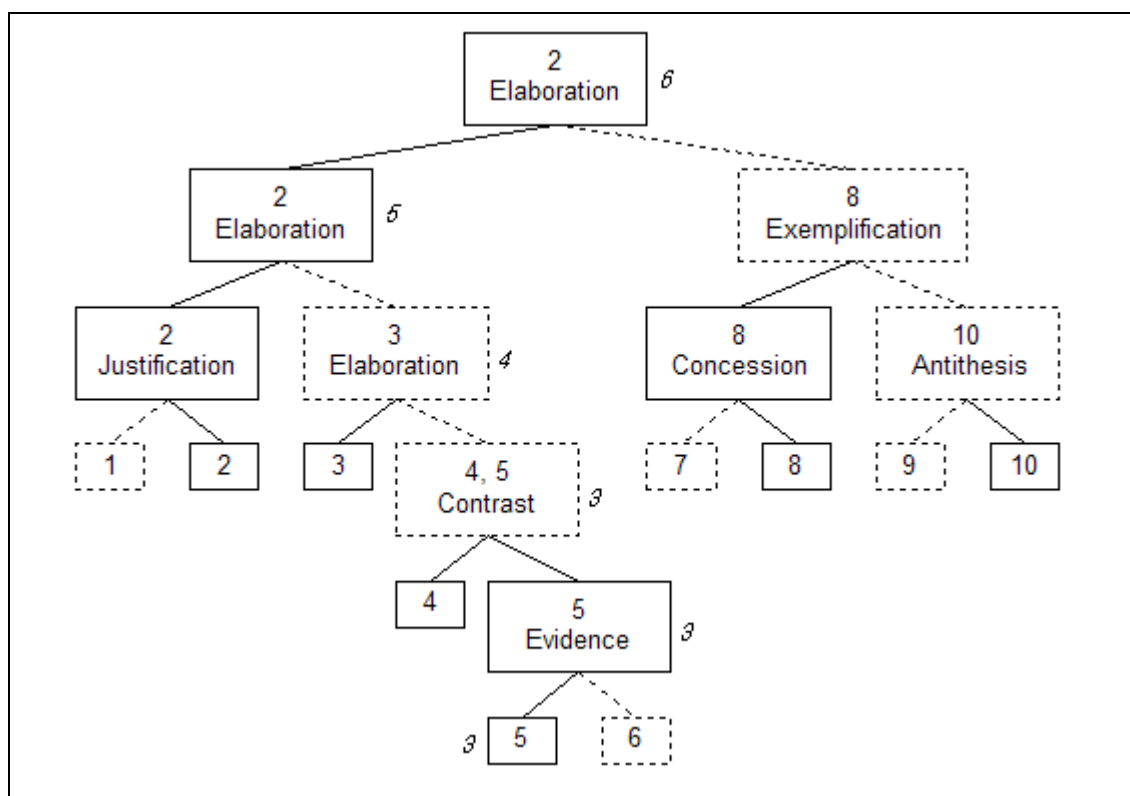 2
Elaboration
6
2
Elaboration
5
8
Exemplification
2
Justification
3
Elaboration
4
8
Concession
10
Antithesis
1
2
3
4, 5
Contrast
3
7
8
9
10
4
5
Evidence
3
3
5
6